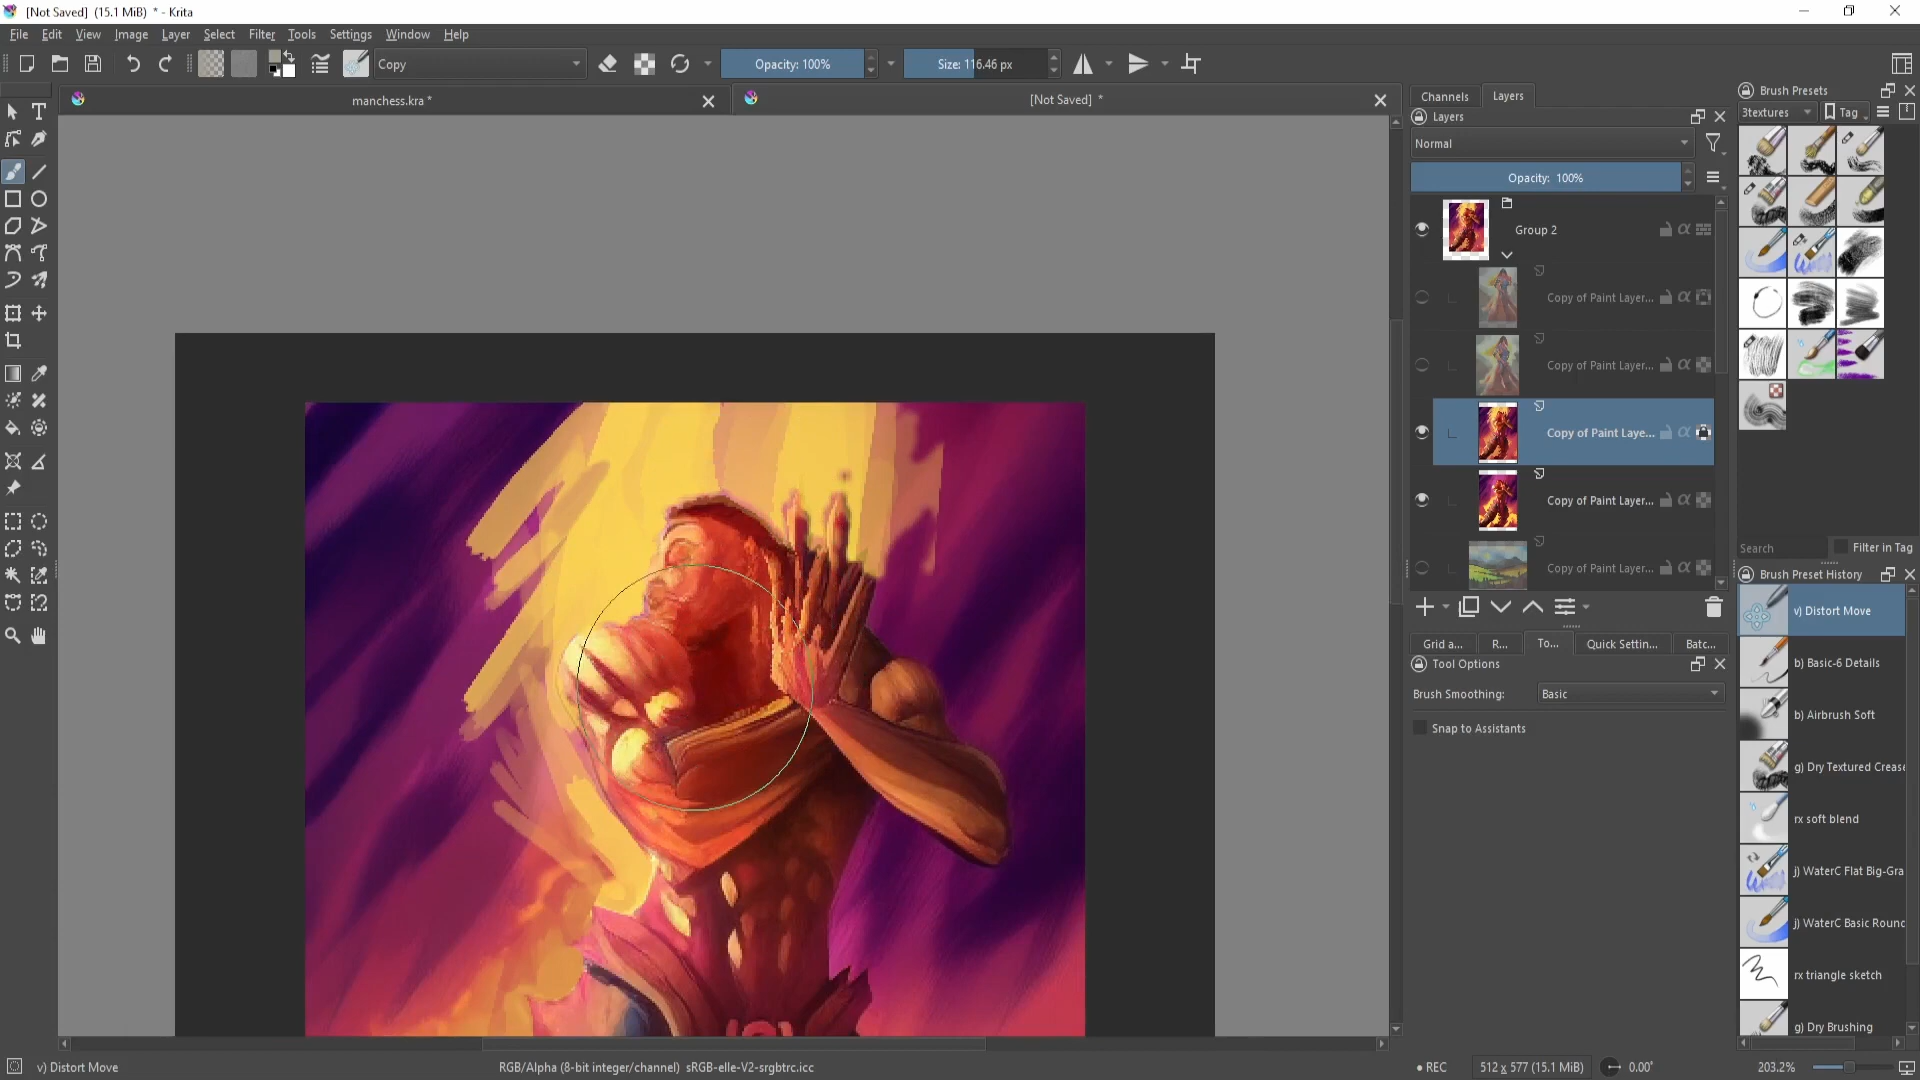 [Not Saved] (15.1 MiB) * - Krita
File Edit View Image Layer Select Filter Tools Settings Window Help
Copy
Opacity: 100%
Size: 116.46 px
manchess.kra *
[Not Saved] *
Channels
Layers
Layers
Normal
Opacity: 100%
Group 2
Copy of Paint Layer...
Copy of Paint Layer...
Copy of Paint Laye...
Copy of Paint Layer...
Copy of Paint Layer...
Grid a...
R...
To...
Quick Settin...
Batc...
Tool Options
Brush Smoothing:
Basic
Snap to Assistants
Brush Presets
3textures
Tag
Search
Filter in Tag
Brush Preset History
v) Distort Move
b) Basic-6 Details
b) Airbrush Soft
g) Dry Textured Crease
rx soft blend
j) WaterC Flat Big-Gra
j) WaterC Basic Round
rx triangle sketch
g) Dry Brushing
v) Distort Move
RGB/Alpha (8-bit integer/channel) sRGB-elle-V2-srgbtrc.icc
REC
512 x 577 (15.1 MiB)
0.00°
203.2%